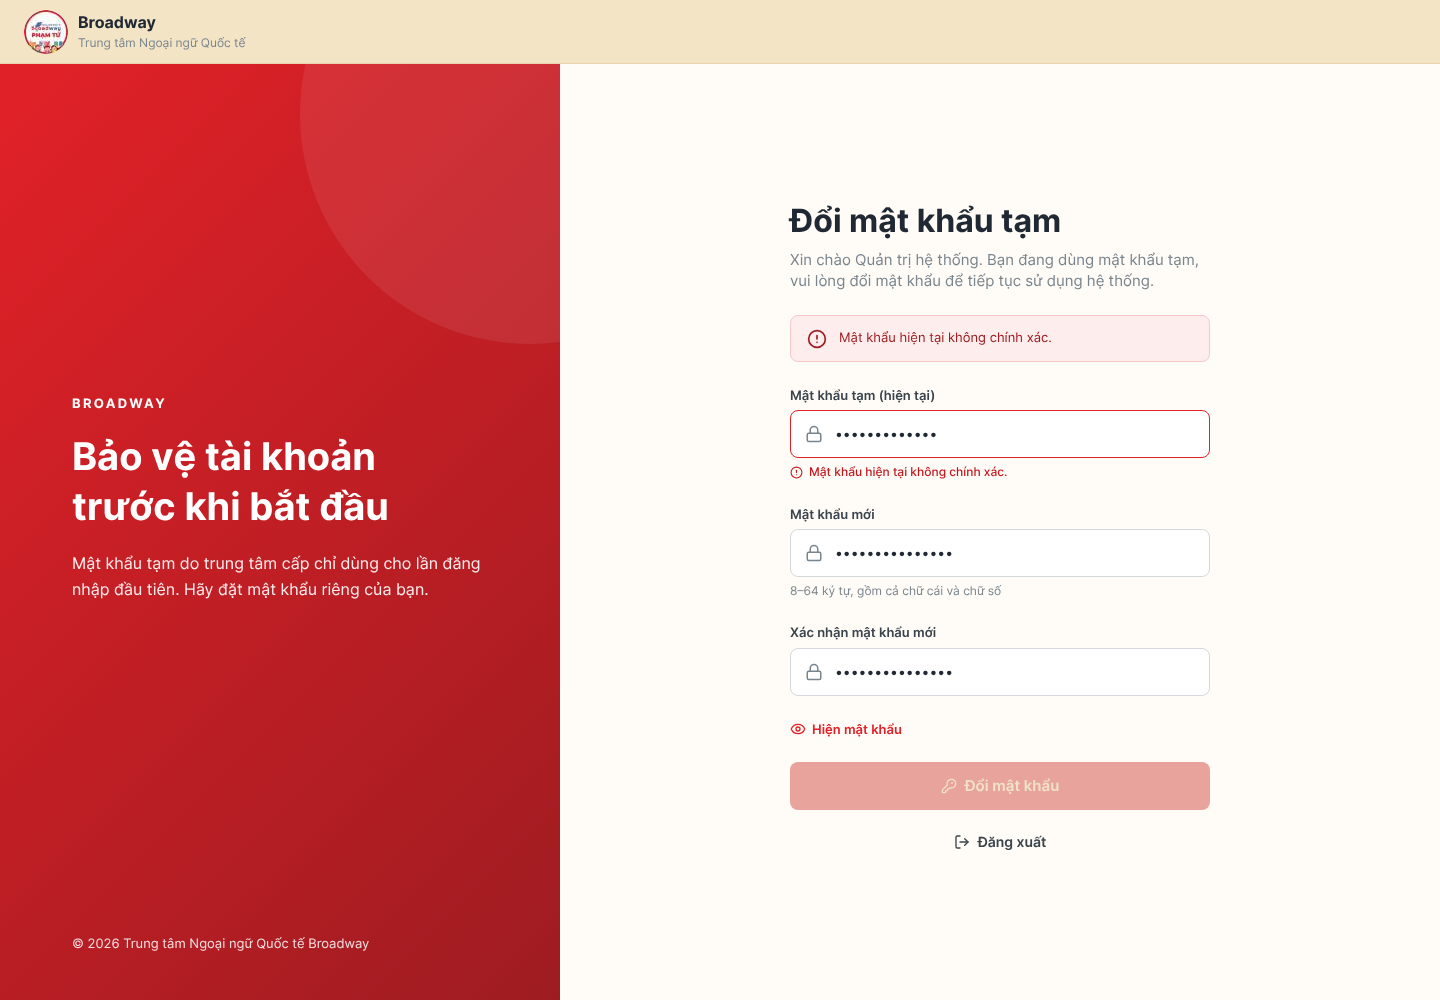 Broadway
PHẠM TỨ
Broadway
Trung tâm Ngoại ngữ Quốc tế
BROADWAY
Bảo vệ tài khoản
trước khi bắt đầu
Mật khẩu tạm do trung tâm cấp chỉ dùng cho lần đăng
nhập đầu tiên. Hãy đặt mật khẩu riêng của bạn.
© 2026 Trung tâm Ngoại ngữ Quốc tế Broadway
Đổi mật khẩu tạm
Xin chào Quản trị hệ thống. Bạn đang dùng mật khẩu tạm,
vui lòng đổi mật khẩu để tiếp tục sử dụng hệ thống.
Mật khẩu hiện tại không chính xác.
Mật khẩu tạm (hiện tại)
•••••••••••••
Mật khẩu hiện tại không chính xác.
Mật khẩu mới
•••••••••••••••
8–64 ký tự, gồm cả chữ cái và chữ số
Xác nhận mật khẩu mới
•••••••••••••••
Hiện mật khẩu
Đổi mật khẩu
Đăng xuất